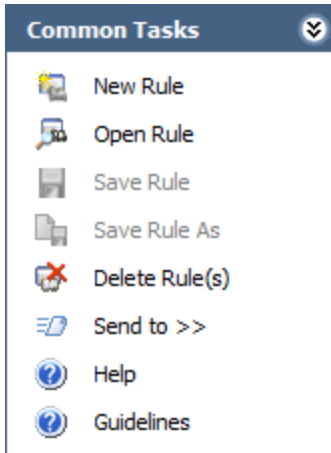 Common Tasks
New Rule
Open Rule
Save Rule
Save Rule As
Delete Rule(s)
Send to >>
Help
Guidelines